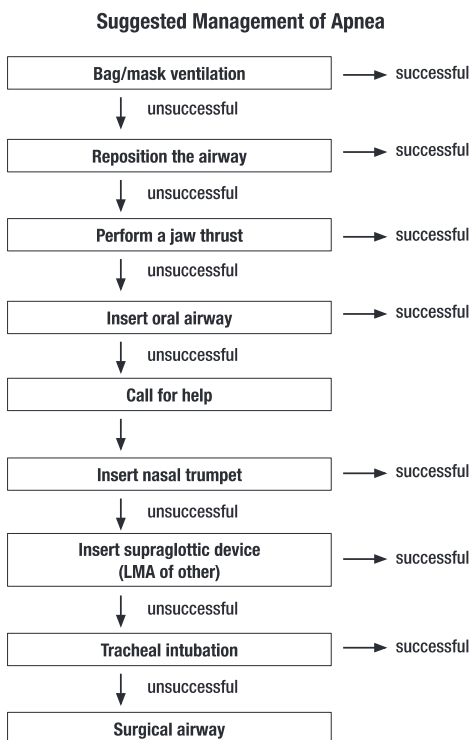 Suggested Management of Apnea
Bag/mask ventilation
successful
unsuccessful
Reposition the airway
successful
unsuccessful
Perform a jaw thrust
successful
unsuccessful
Insert oral airway
successful
unsuccessful
Call for help
Insert nasal trumpet
successful
unsuccessful
Insert supraglottic device
(LMA of other)
successful
unsuccessful
Tracheal intubation
successful
unsuccessful
Surgical airway